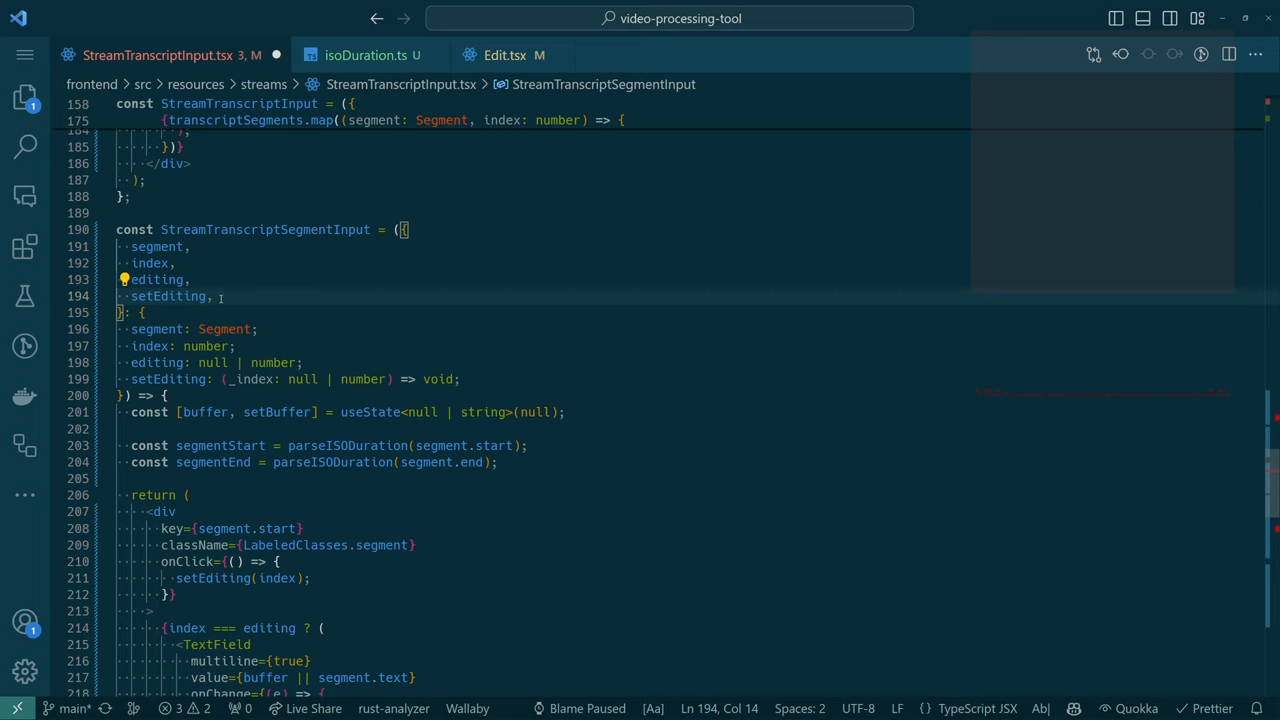 video-processing-tool
StreamTranscriptInput.tsx 3, M
isoDuration.ts U
Edit.tsx M
frontend > src > resources > streams > StreamTranscriptInput.tsx > StreamTranscriptSegmentInput
158 const StreamTranscriptInput = ({
175 {transcriptSegments.map((segment: Segment, index: number) => {
184 );
185 })}
186 </div>
187 );
188 };
189
190 const StreamTranscriptSegmentInput = ({
191 segment,
192 index,
193 editing,
194 setEditing,
195 }: {
196 segment: Segment;
197 index: number;
198 editing: null | number;
199 setEditing: (_index: null | number) => void;
200 }) => {
201 const [buffer, setBuffer] = useState<null | string>(null);
202
203 const segmentStart = parseISODuration(segment.start);
204 const segmentEnd = parseISODuration(segment.end);
205
206 return (
207 <div
208 key={segment.start}
209 className={LabeledClasses.segment}
210 onClick={() => {
211 setEditing(index);
212 }}
213 >
214 {index === editing ? (
215 <TextField
216 multiline={true}
217 value={buffer || segment.text}
218 onChange={(e) => {
1
1
main* 3 2 0 Live Share rust-analyzer Wallaby Blame Paused [Aa] Ln 194, Col 14 Spaces: 2 UTF-8 LF {} TypeScript JSX Ab| Quokka Prettier